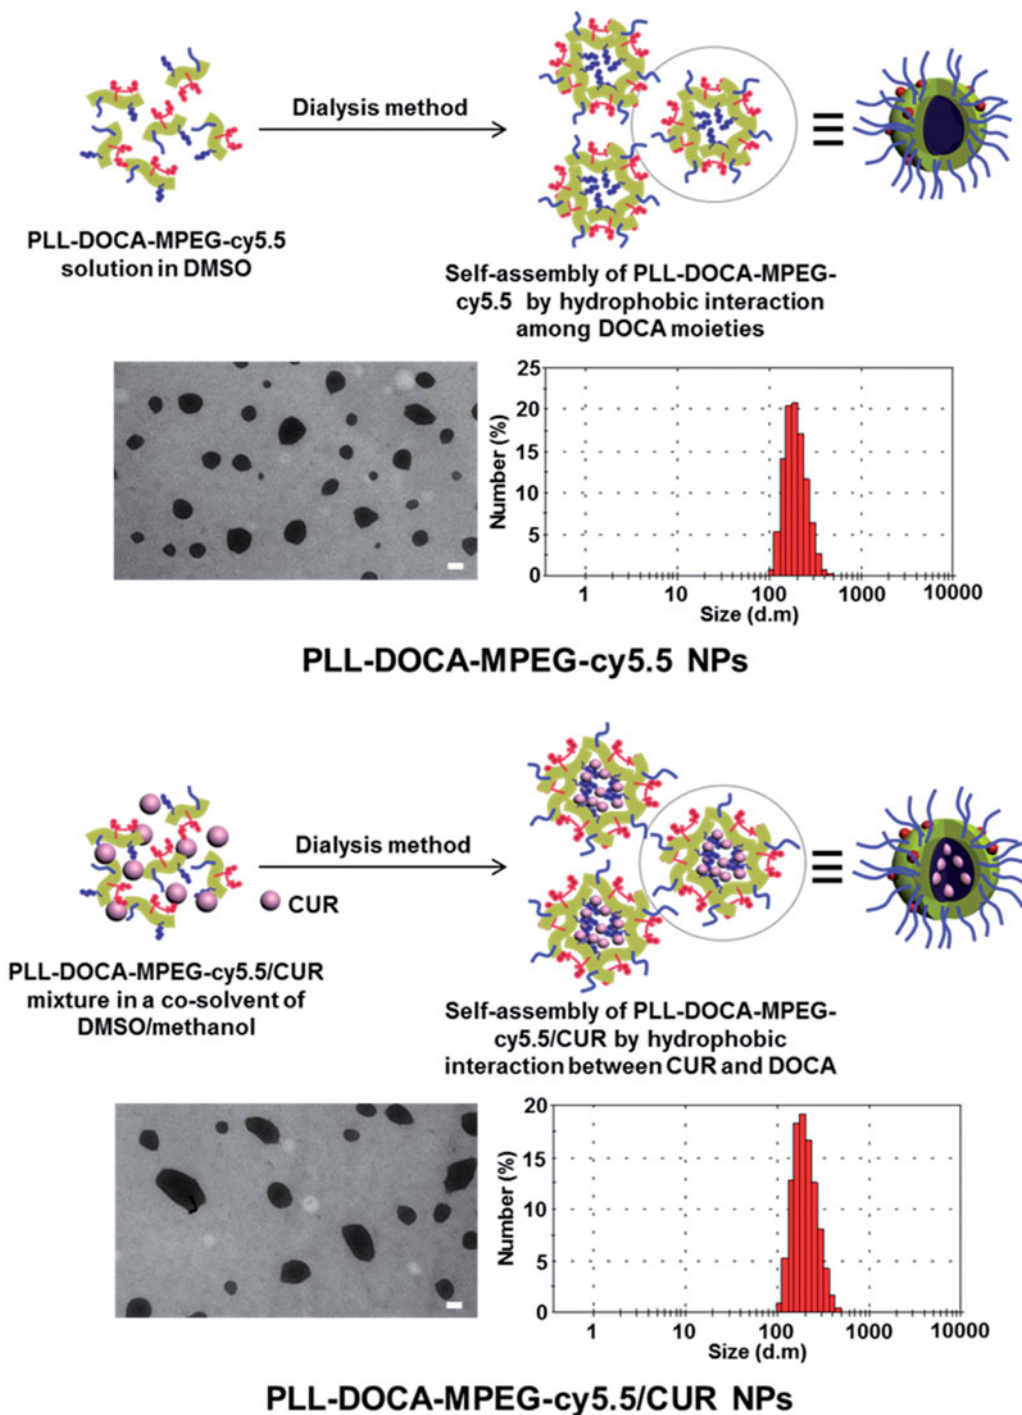 Dialysis method
PLL-DOCA-MPEG-cy5.5
solution in DMSO
Self-assembly of PLL-DOCA-MPEG-
cy5.5 by hydrophobic interaction
among DOCA moieties
25
20
15
10
5
0
Number (%)
1 10 100 1000 10000
Size (d.m)
PLL-DOCA-MPEG-cy5.5 NPs
Dialysis method
CUR
PLL-DOCA-MPEG-cy5.5/CUR
mixture in a co-solvent of
DMSO/methanol
Self-assembly of PLL-DOCA-MPEG-
cy5.5/CUR by hydrophobic
interaction between CUR and DOCA
20
15
10
5
0
Number (%)
1 10 100 1000 10000
Size (d.m)
PLL-DOCA-MPEG-cy5.5/CUR NPs